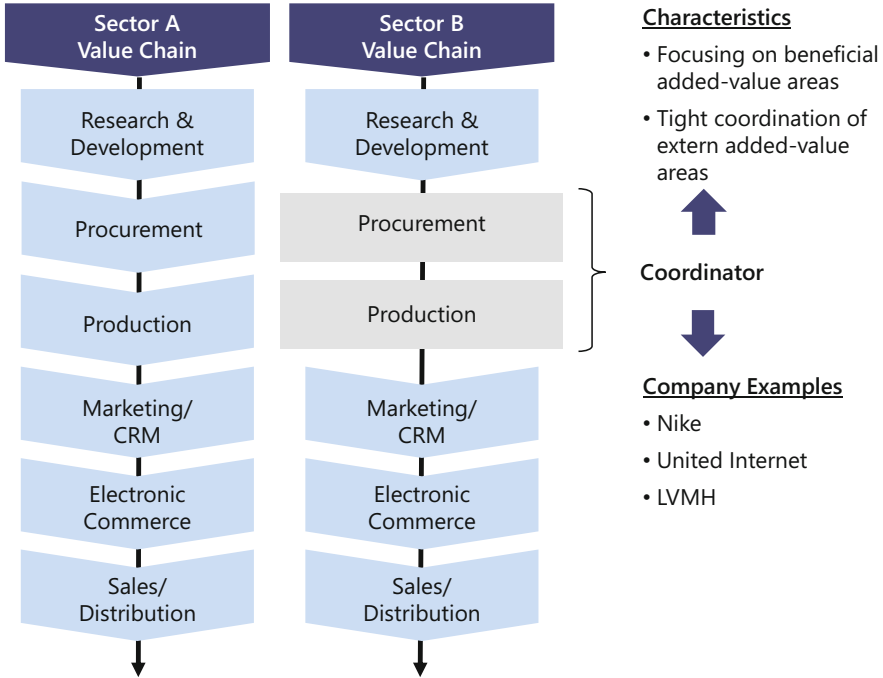 Sector A
Value Chain
Research &
Development
Procurement
Production
Marketing/
CRM
Electronic
Commerce
Sales/
Distribution
Sector B
Value Chain
Research &
Development
Procurement
Production
Marketing/
CRM
Electronic
Commerce
Sales/
Distribution
Characteristics
• Focusing on beneficial
added-value areas
• Tight coordination of
extern added-value
areas
Coordinator
Company Examples
• Nike
• United Internet
• LVMH